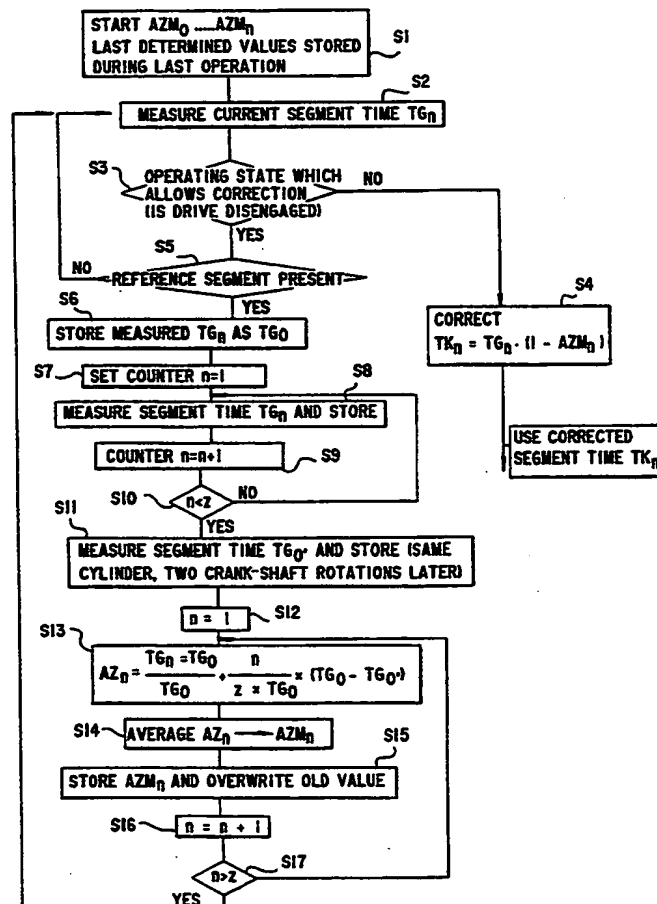 START AZM0 ....AZMn
LAST DETERMINED VALUES STORED
DURING LAST OPERATION
S1
S2
MEASURE CURRENT SEGMENT TIME TGn
S3
OPERATING STATE WHICH
ALLOWS CORRECTION
(IS DRIVE DISENGAGED)
NO
YES
S5
NO
REFERENCE SEGMENT PRESENT
S4
S6
YES
CORRECT
TKn = TGn · (1 - AZMn)
STORE MEASURED TGn AS TG0
S7
SET COUNTER n=1
S8
MEASURE SEGMENT TIME TGn AND STORE
USE CORRECTED
SEGMENT TIME TKn
COUNTER n=n+1
S9
S10
n<z
NO
S11
YES
MEASURE SEGMENT TIME TG0' AND STORE (SAME
CYLINDER, TWO CRANK-SHAFT ROTATIONS LATER)
n = 1
S12
S13
AZn = TGn = TG0 / TG0 + n / z × TG0 × (TG0 - TG0')
S14
AVERAGE AZn → AZMn
S15
STORE AZMn AND OVERWRITE OLD VALUE
S16
n = n + 1
S17
n>z
YES